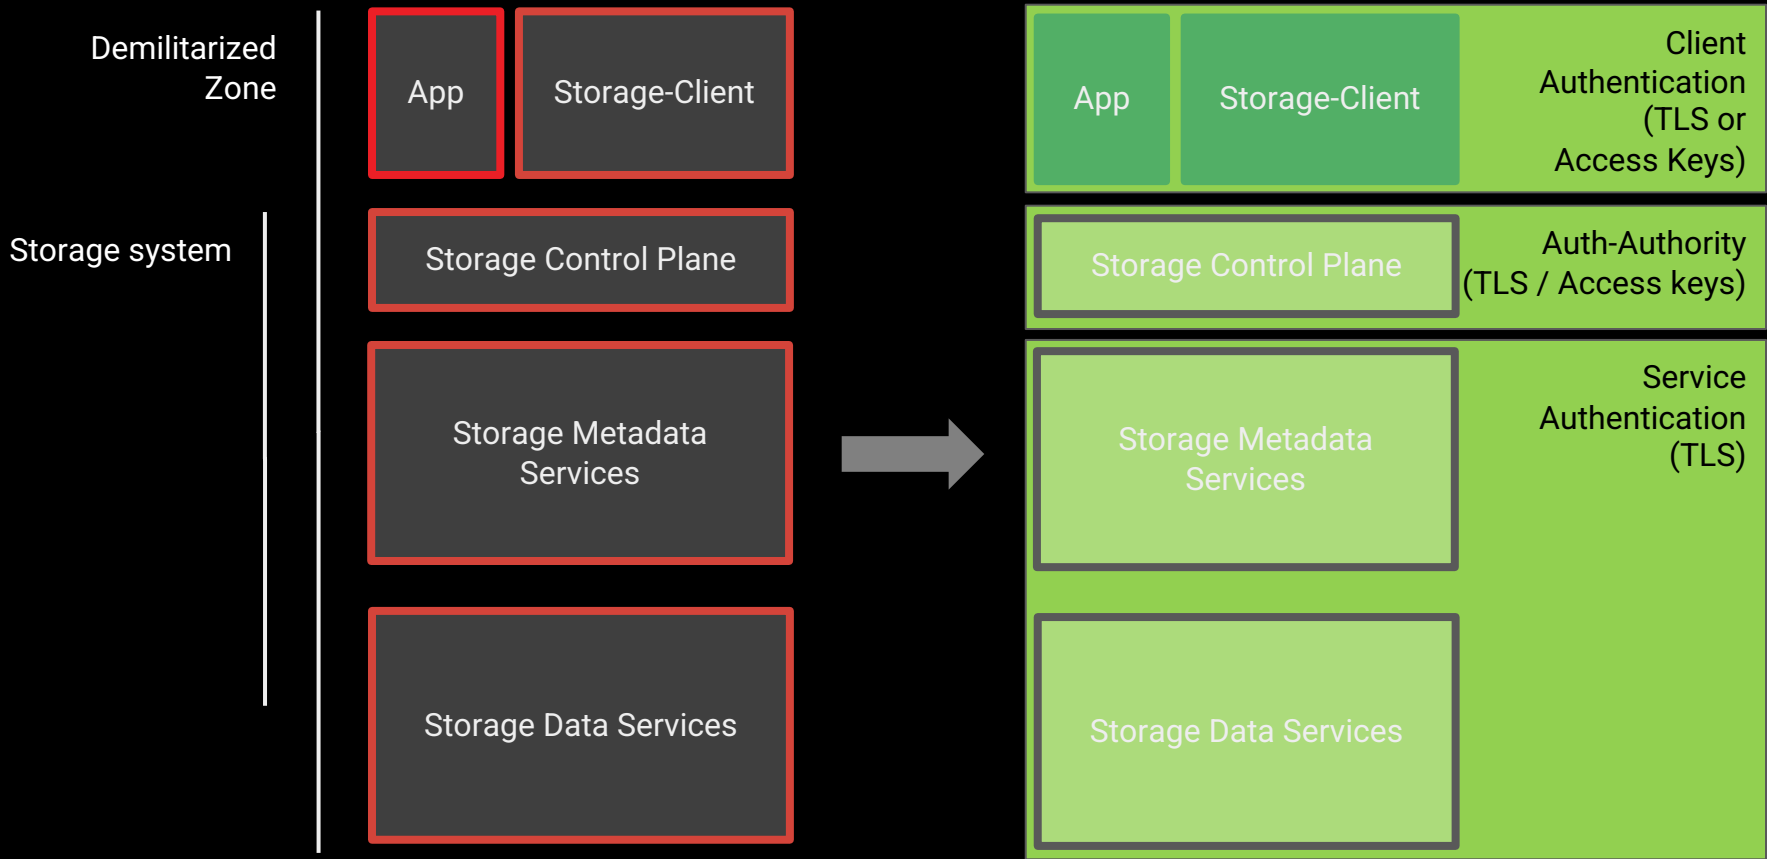 Demilitarized
Zone
App
Storage-Client
Storage system
Storage Control Plane
Storage Metadata
Services
Storage Data Services
App
Storage-Client
Client
Authentication
(TLS or
Access Keys)
Storage Control Plane
Auth-Authority
(TLS / Access keys)
Storage Metadata
Services
Service
Authentication
(TLS)
Storage Data Services